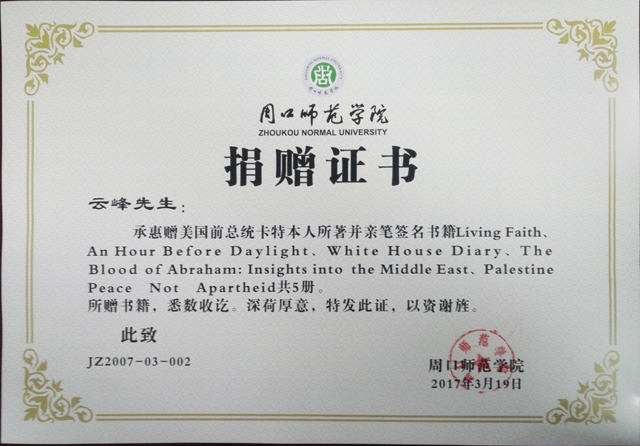 周口师范学院
ZHOUKOU NORMAL UNIVERSITY
捐赠证书
云峰先生：
承惠赠美国前总统卡特本人所著并亲笔签名书籍Living Faith、
An Hour Before Daylight、White House Diary、The
Blood of Abraham: Insights into the Middle East、Palestine
Peace Not Apartheid共5册。
所赠书籍，悉数收讫。深荷厚意，特发此证，以资谢旌。
此致
JZ2007-03-002
周口师范学院
2017年3月19日